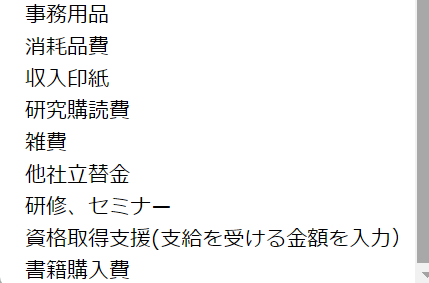 事務用品
消耗品費
収入印紙
研究購読費
雑費
他社立替金
研修、セミナー
資格取得支援(支給を受ける金額を入力）
書籍購入費